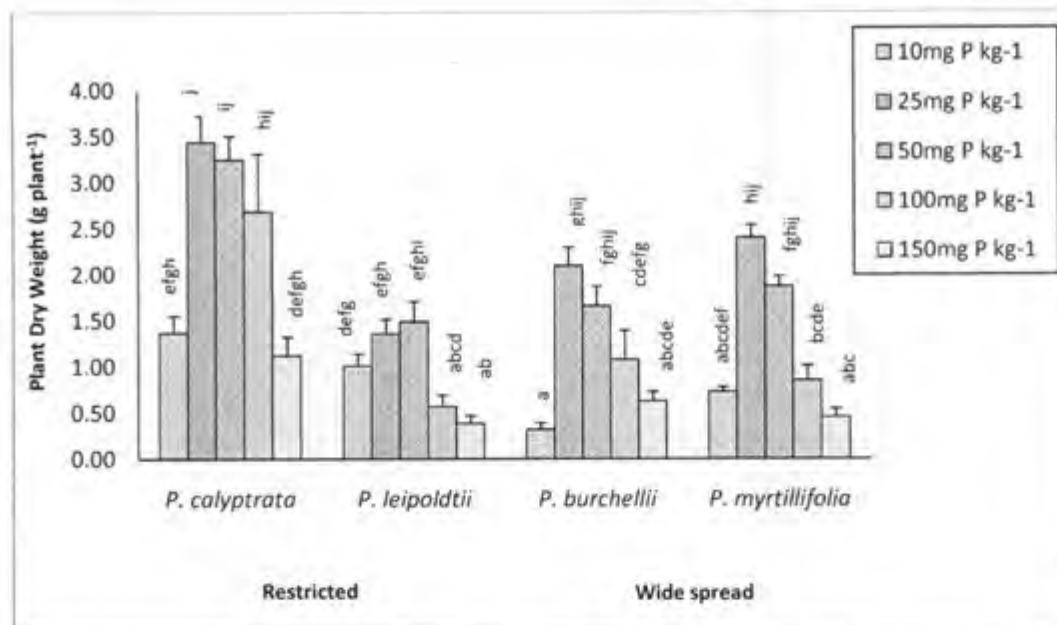 10mg P kg-1
25mg P kg-1
50mg P kg-1
100mg P kg-1
150mg P kg-1
Plant Dry Weight (g plant⁻¹)
4.00
3.50
3.00
2.50
2.00
1.50
1.00
0.50
0.00
efgh
j
ij
hij
defgh
defg
efgh
efghi
abcd
ab
a
ghij
fghij
cdefg
abcde
abcdef
hij
fghij
bcde
abc
P. calyptrata P. leipoldtii P. burchellii P. myrtillifolia
Restricted Wide spread